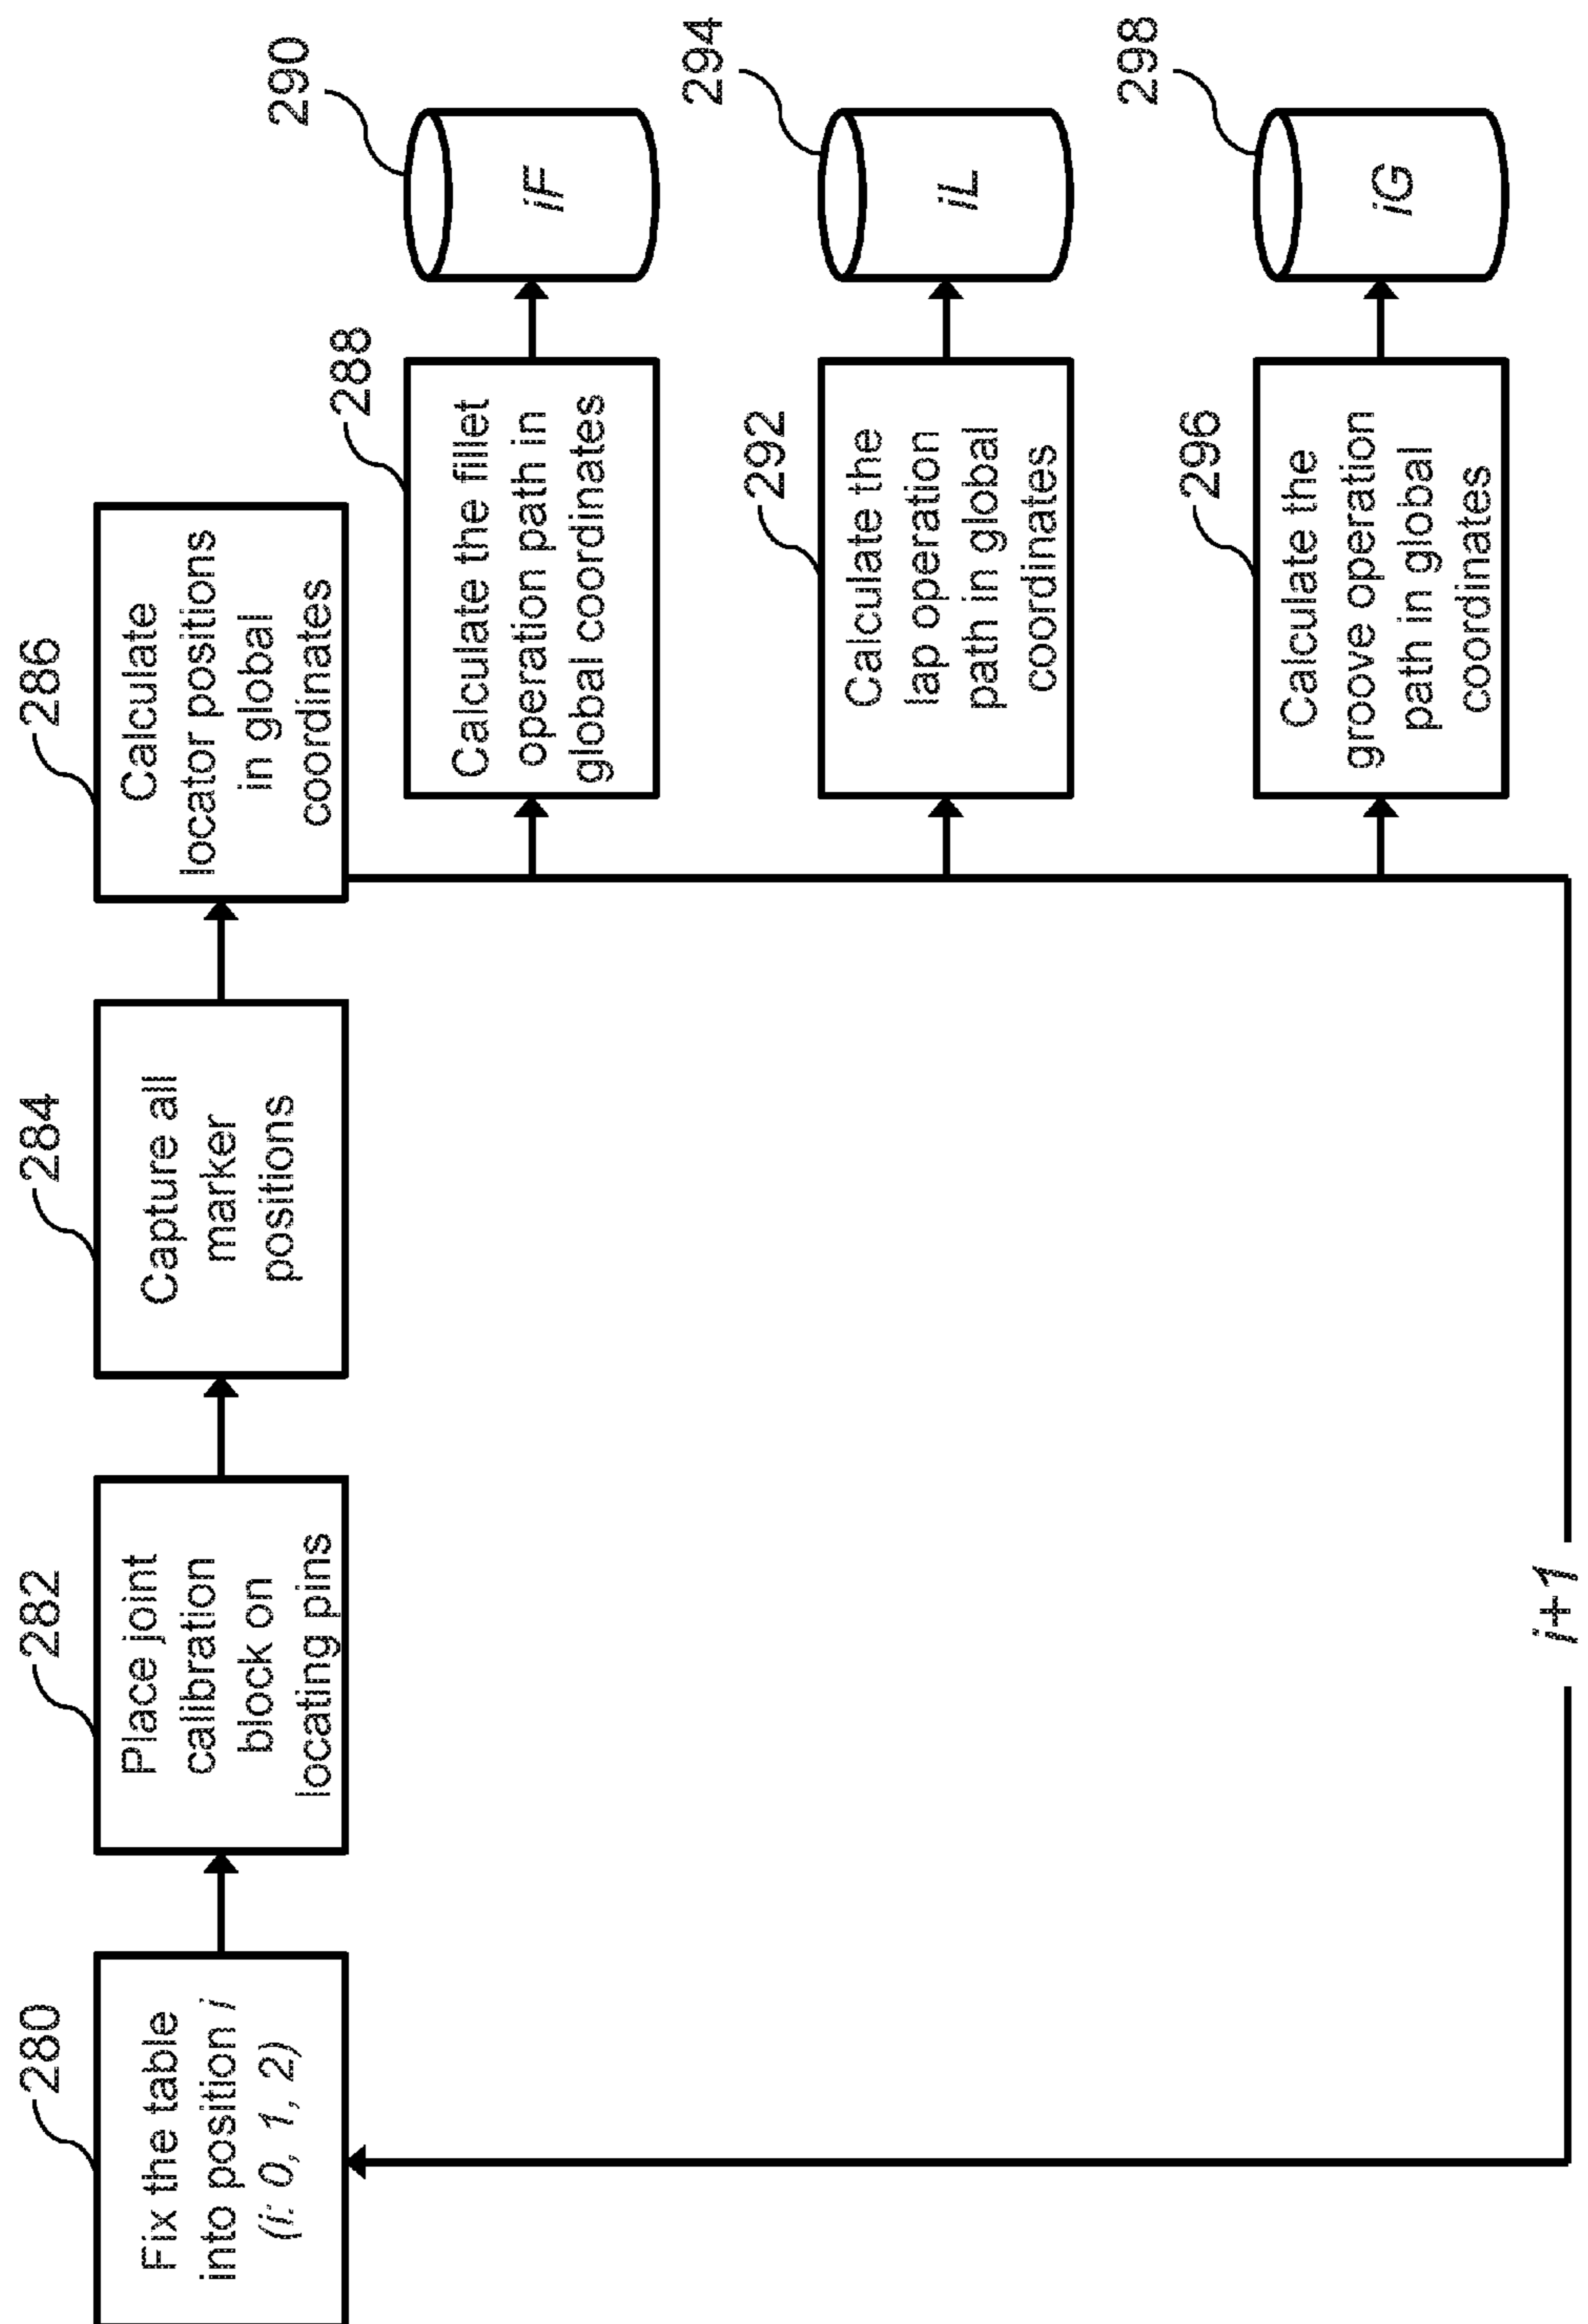 280
Fix the table
into position i
(i: 0, 1, 2)
282
Place joint
calibration
block on
locating pins
284
Capture all
marker
positions
286
Calculate
locator positions
in global
coordinates
288
Calculate the fillet
operation path in
global coordinates
290
iF
292
Calculate the
lap operation
path in global
coordinates
294
iL
296
Calculate the
groove operation
path in global
coordinates
298
iG
i+1